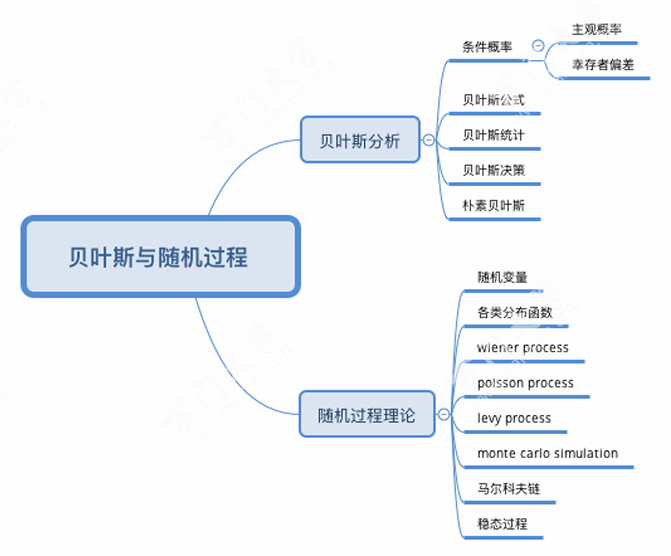 主观概率
条件概率
幸存者偏差
贝叶斯公式
贝叶斯分析
贝叶斯统计
贝叶斯决策
朴素贝叶斯
贝叶斯与随机过程
随机变量
各类分布函数
wiener process
poisson process
随机过程理论
levy process
monte carlo simulation
马尔科夫链
稳态过程